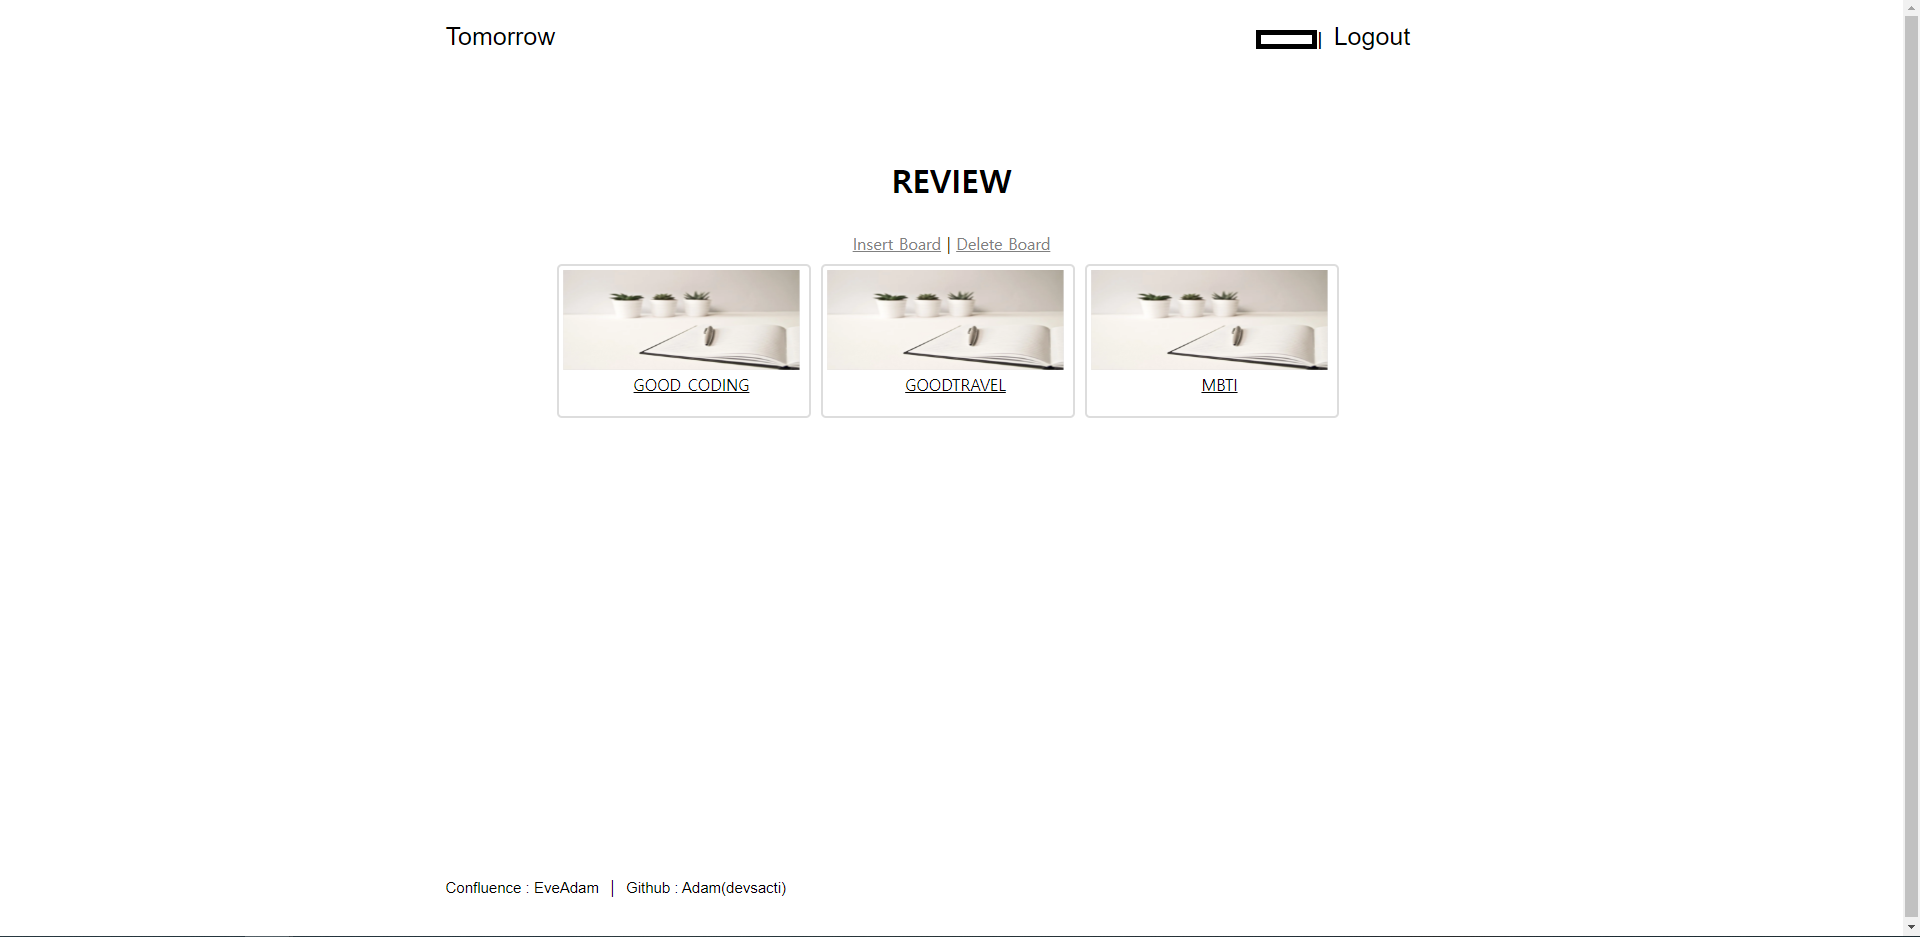 Tomorrow | Logout
REVIEW
Insert Board | Delete Board
GOOD CODING
GOODTRAVEL
MBTI
Confluence : EveAdam | Github : Adam(devsacti)